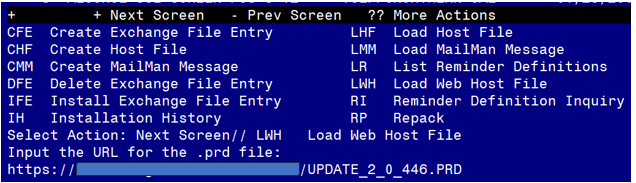 + + Next Screen - Prev Screen ?? More Actions
CFE Create Exchange File Entry LHF Load Host File
CHF Create Host File LMM Load MailMan Message
CMM Create MailMan Message LR List Reminder Definitions
DFE Delete Exchange File Entry LWH Load Web Host File
IFE Install Exchange File Entry RI Reminder Definition Inquiry
IH Installation History RP Repack
Select Action: Next Screen// LWH Load Web Host File
Input the URL for the .prd file:
https:// /UPDATE_2_0_446.PRD